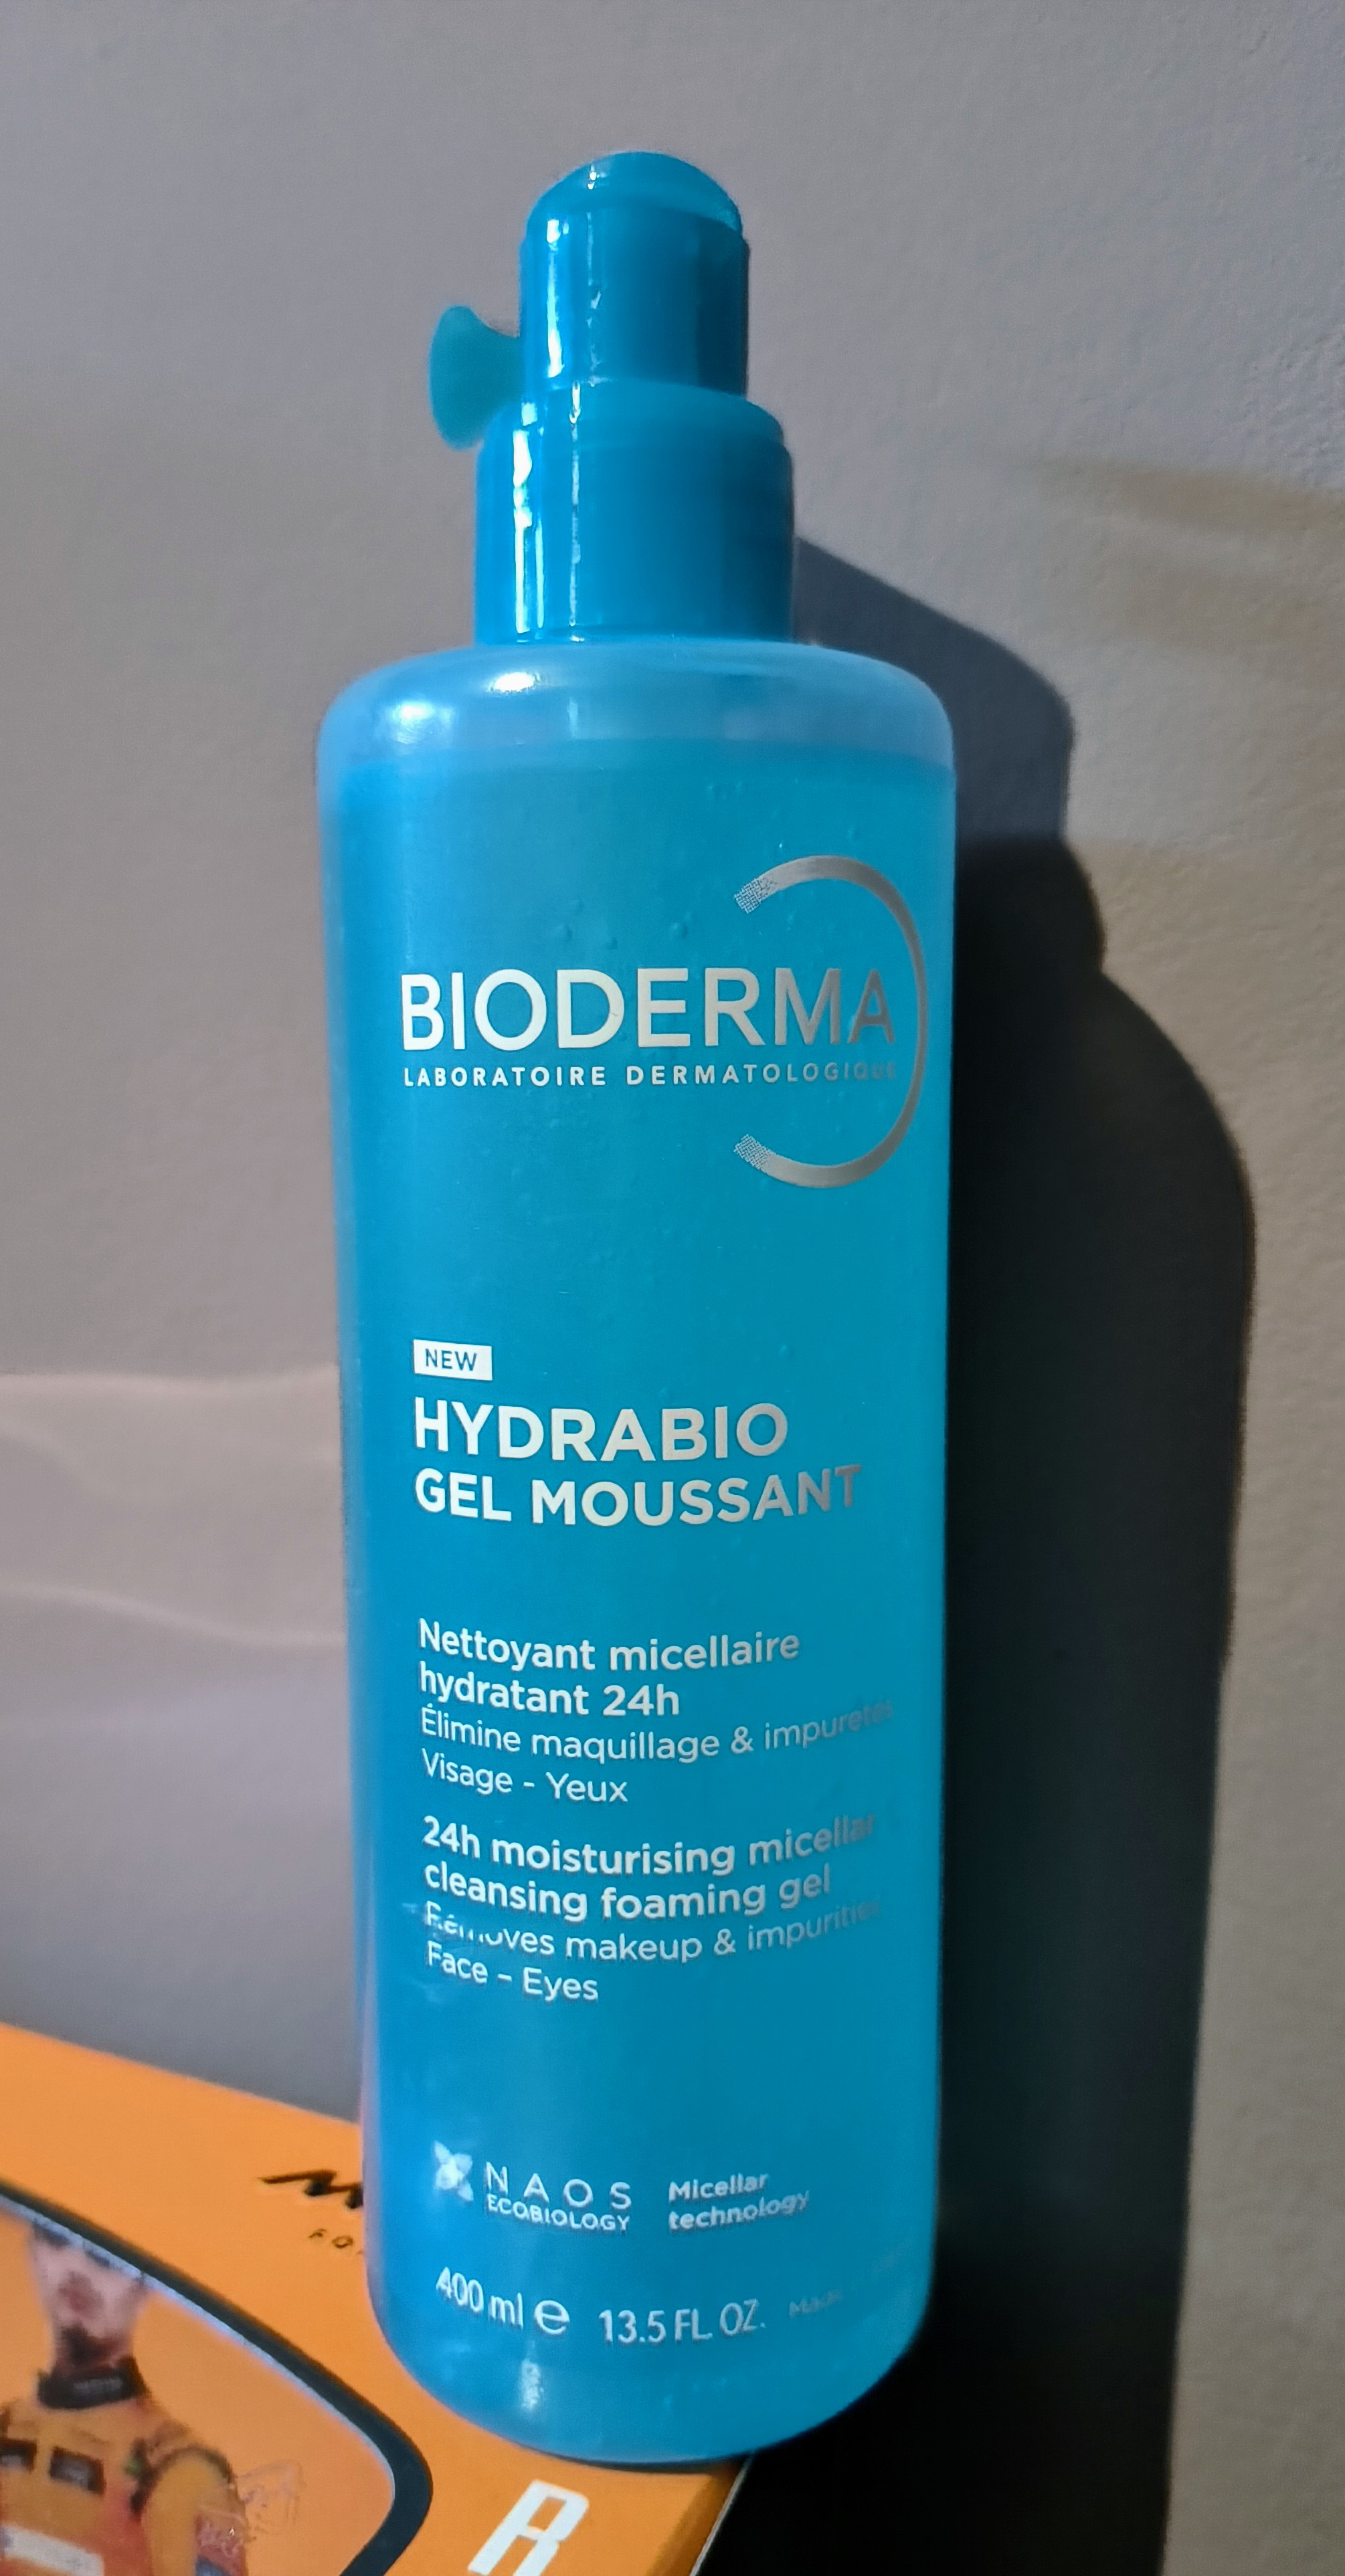 BIODERMA
LABORATOIRE DERMATOLOGIQUE
NEW
HYDRABIO
GEL MOUSSANT
Nettoyant micellaire
hydratant 24h
Élimine maquillage & impuretés
Visage - Yeux
24h moisturising micellar
cleansing foaming gel
Removes makeup & impurities
Face - Eyes
NAOS
ECOBIOLOGY
Micellar
technology
400 ml e 13.5 FL. OZ.
R